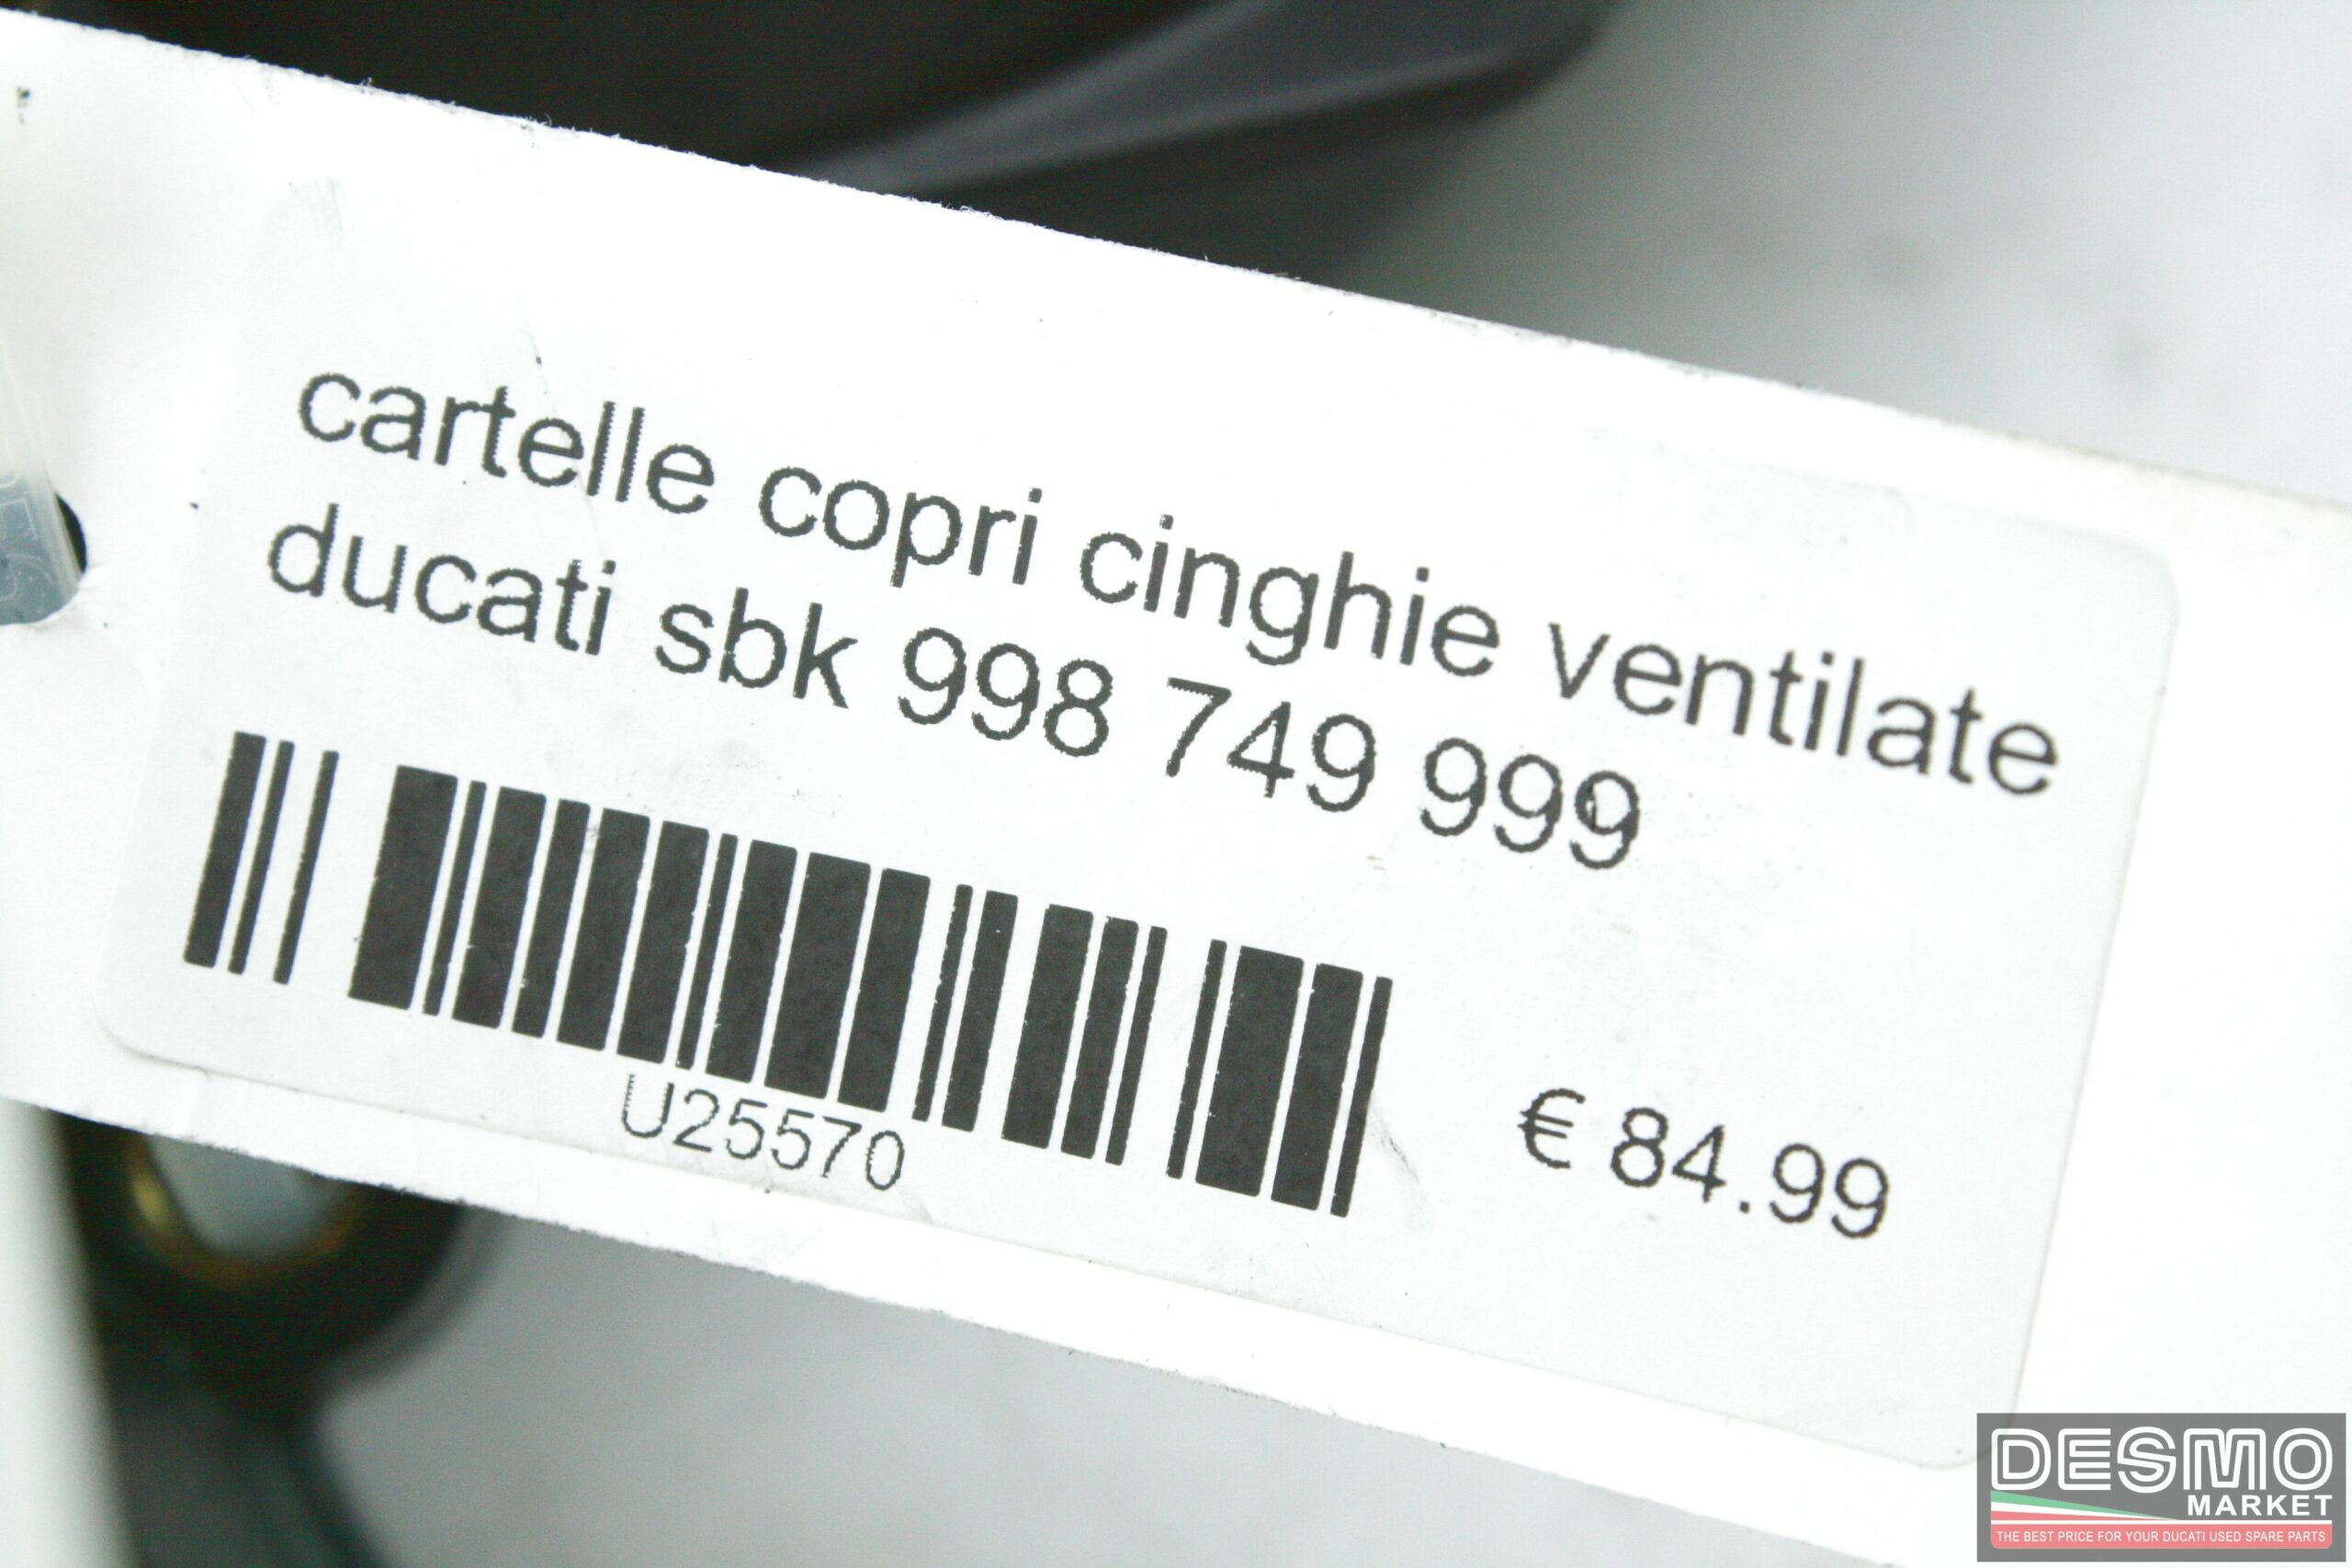 cartelle copri cinghie ventilate
ducati sbk 998 749 999
U25570
€ 84.99
DESMO
MARKET
THE BEST PRICE FOR YOUR DUCATI USED SPARE PARTS